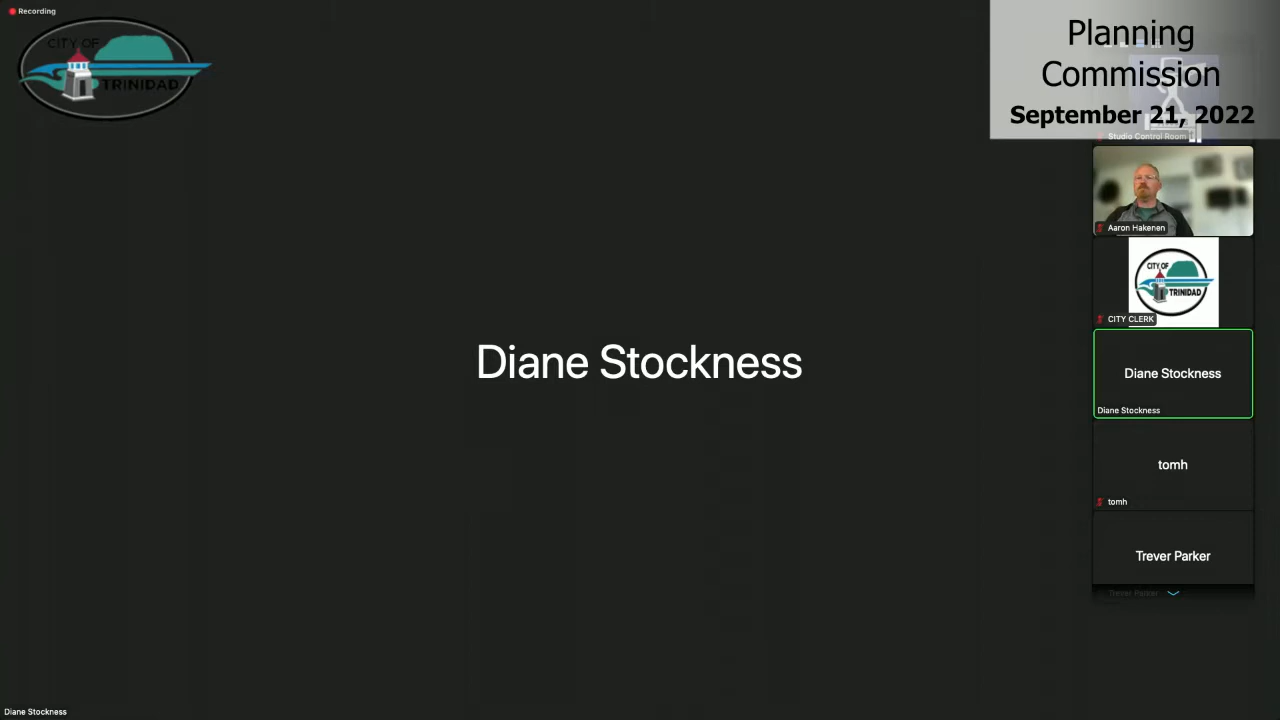 Recording
CITY OF
TRINIDAD
Planning
Commission
September 21, 2022
Studio Control Room
Aaron Hakenen
CITY OF
TRINIDAD
CITY CLERK
Diane Stockness
Diane Stockness
Diane Stockness
tomh
tomh
Trever Parker
Trever Parker
Diane Stockness